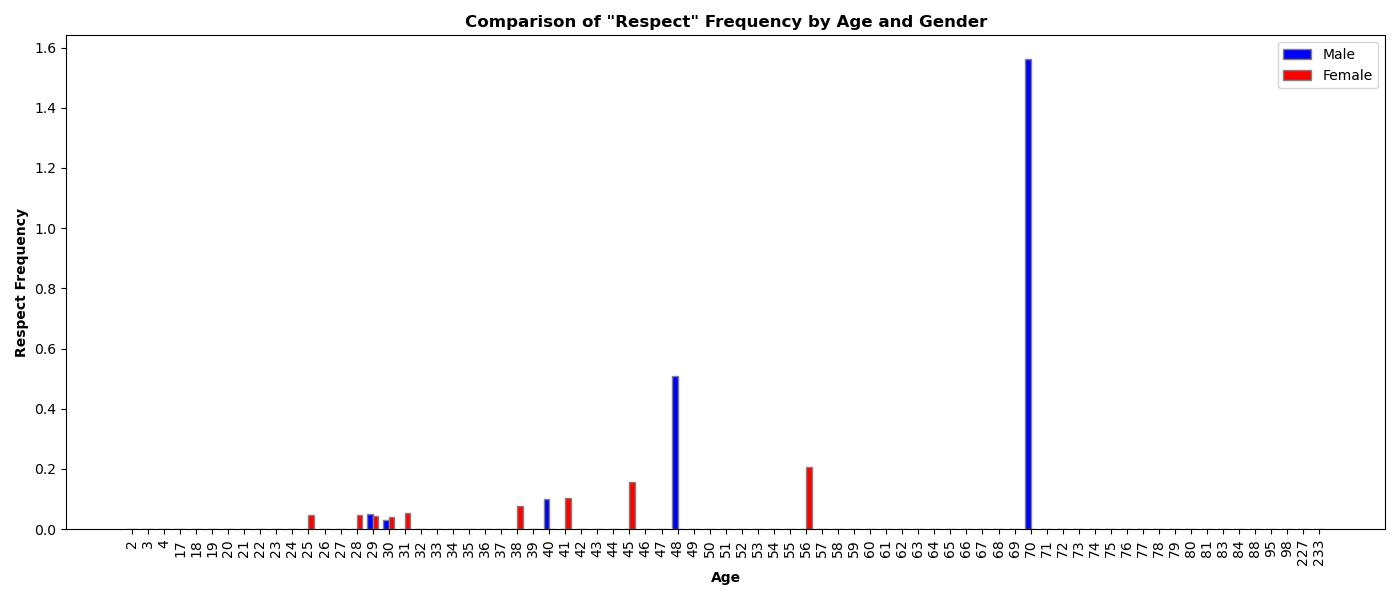 Comparison of "Respect" Frequency by Age and Gender
Male
Female
Respect Frequency
1.6
1.4
1.2
1.0
0.8
0.6
0.4
0.2
0.0
2 3 4 17 18 19 20 21 22 23 24 25 26 27 28 29 30 31 32 33 34 35 36 37 38 39 40 41 42 43 44 45 46 47 48 49 50 51 52 53 54 55 56 57 58 59 60 61 62 63 64 65 66 67 68 69 70 71 72 73 74 75 76 77 78 79 80 81 83 84 88 95 98 227 233
Age